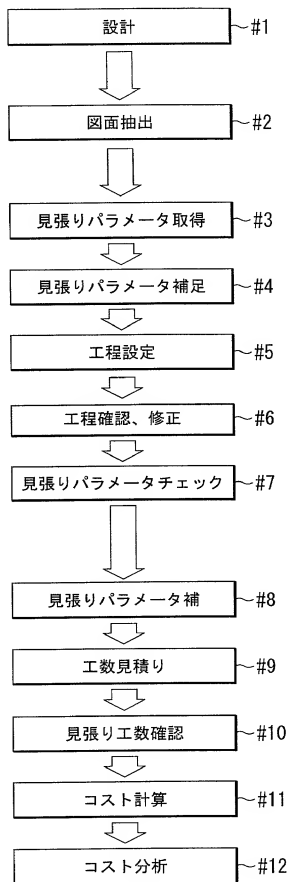 設計 #1
図面抽出 #2
見張りパラメータ取得 #3
見張りパラメータ補足 #4
工程設定 #5
工程確認、修正 #6
見張りパラメータチェック #7
見張りパラメータ補 #8
工数見積り #9
見張り工数確認 #10
コスト計算 #11
コスト分析 #12